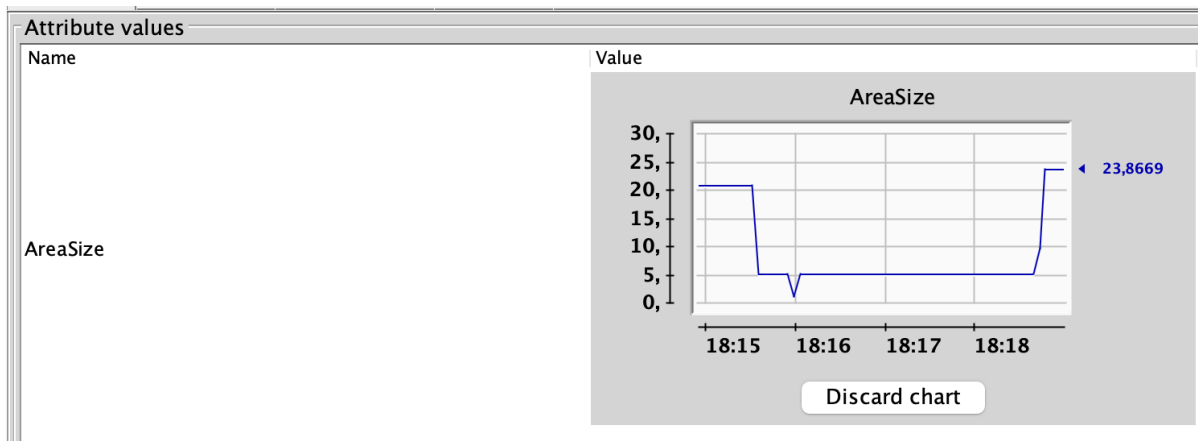 Attribute values
Name Value
AreaSize
30,
25, 23,8669
20,
15,
10,
AreaSize
5,
0,
18:15 18:16 18:17 18:18
Discard chart